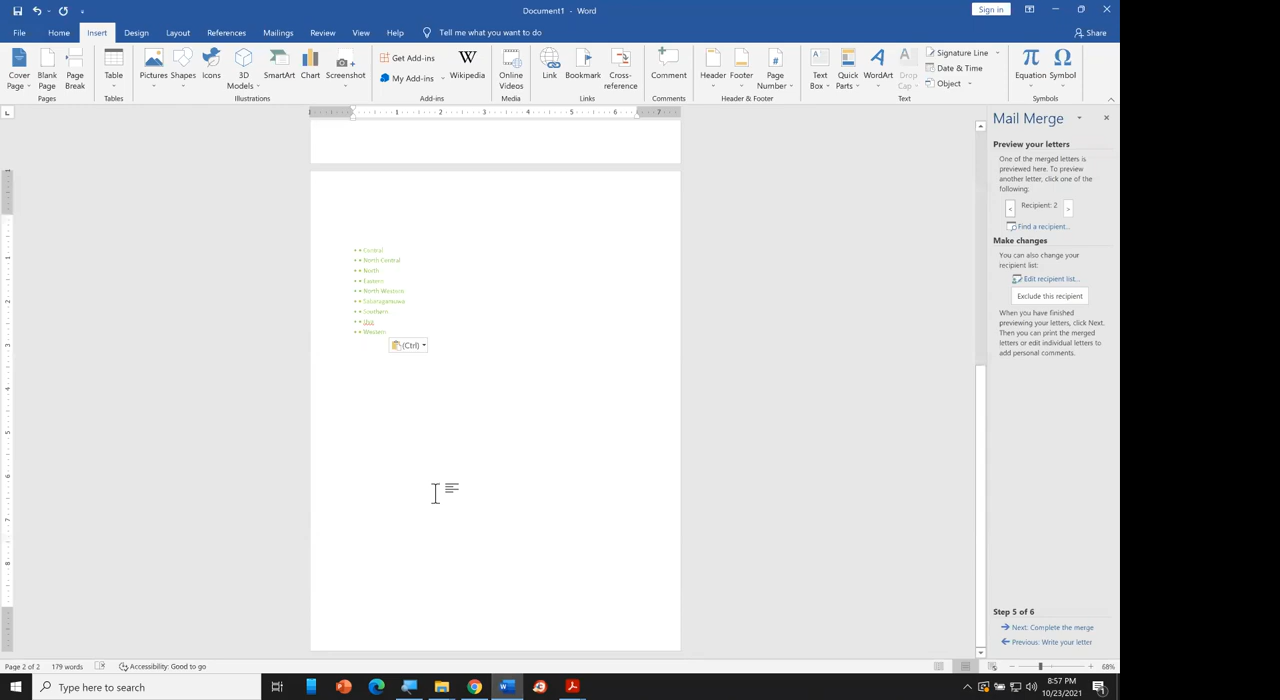 Document1 - Word
Sign in
File Home Insert Design Layout References Mailings Review View Help Tell me what you want to do Share
Cover Page Blank Page Page Break Table Pictures Shapes Icons 3D Models SmartArt Chart Screenshot Get Add-ins My Add-ins Wikipedia Online Videos Link Bookmark Cross-reference Comment Header Footer Page Number Text Box Quick Parts WordArt Drop Cap Signature Line Date & Time Object Equation Symbol
Pages Tables Illustrations Add-ins Media Links Comments Header & Footer Text Symbols
1 2 3 4 5 6 7
Mail Merge
Preview your letters
One of the merged letters is
previewed here. To preview
another letter, click one of the
following:
< Recipient: 2 >
Find a recipient...
Make changes
You can also change your
recipient list:
Edit recipient list...
Exclude this recipient
When you have finished
previewing your letters, click Next.
Then you can print the merged
letters or edit individual letters to
add personal comments.
• • Central
• • North Central
• • North
• • Eastern
• • North Western
• • Sabaragamuwa
• • Southern
• • Uva
• • Western
(Ctrl)
Step 5 of 6
Next: Complete the merge
Previous: Write your letter
Page 2 of 2 179 words Accessibility: Good to go 68%
Type here to search
8:57 PM
10/23/2021